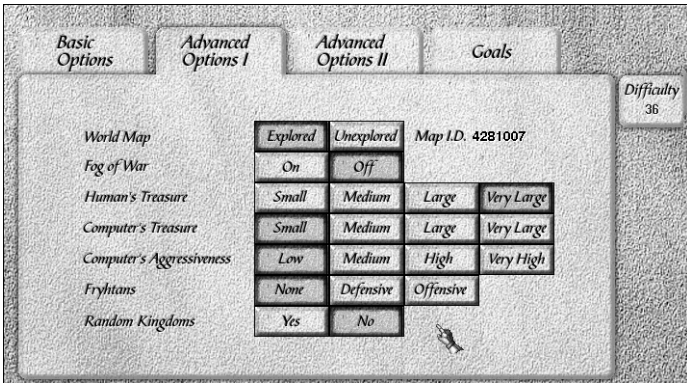 Basic Options
Advanced Options I
Advanced Options II
Goals
Difficulty
36
World Map Explored Unexplored Map I.D. 4281007
Fog of War On Off
Human's Treasure Small Medium Large Very Large
Computer's Treasure Small Medium Large Very Large
Computer's Aggressiveness Low Medium High Very High
Fryhtans None Defensive Offensive
Random Kingdoms Yes No